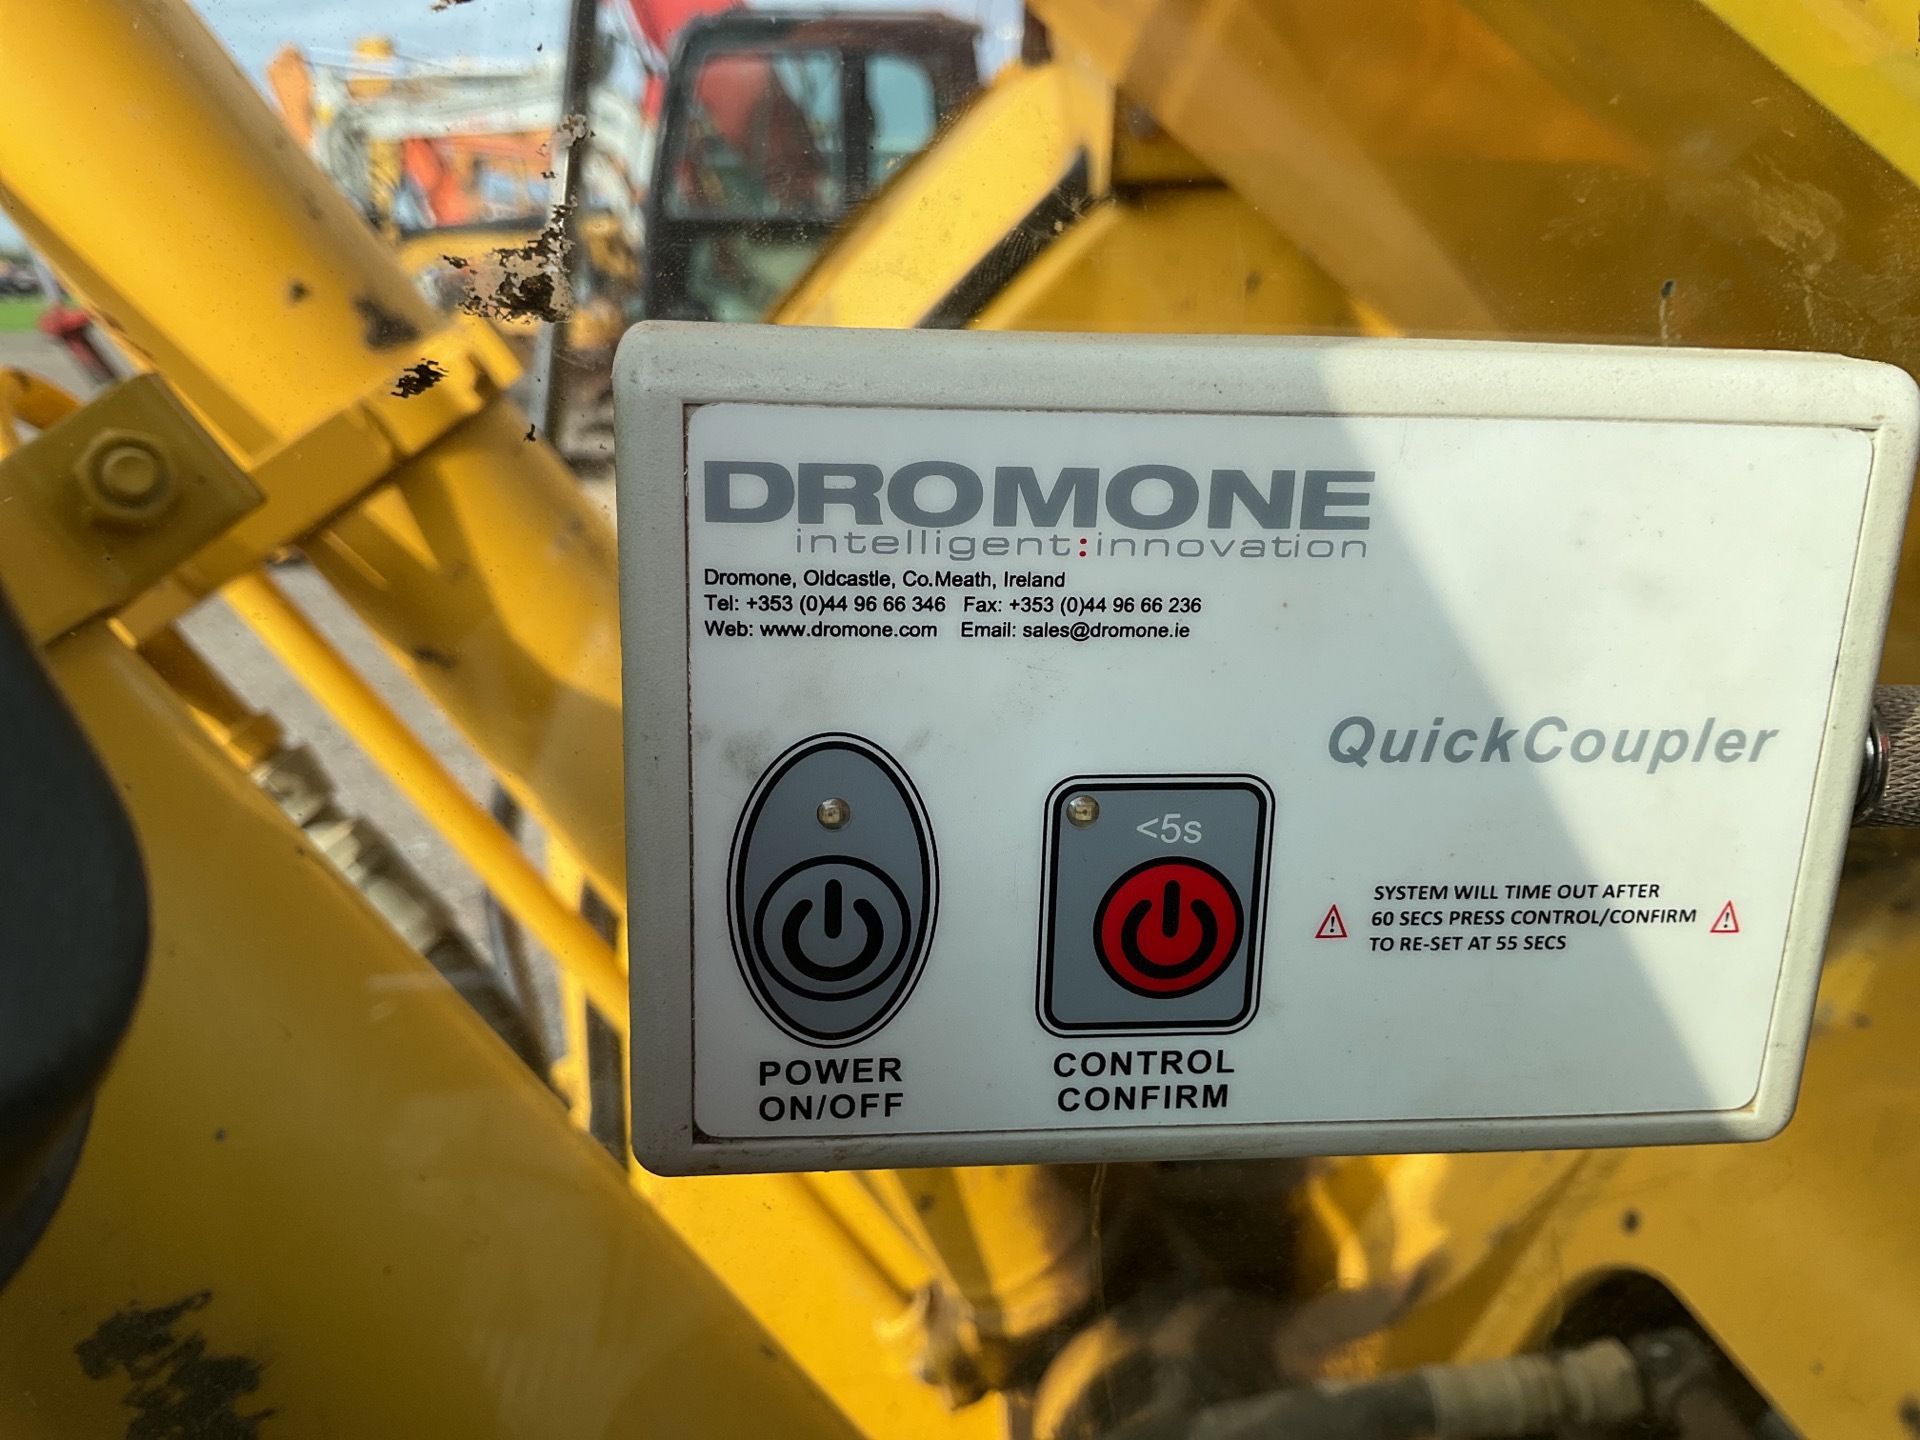 DROMONE
intelligent:innovation
Dromone, Oldcastle, Co.Meath, Ireland
Tel: +353 (0)44 96 66 346 Fax: +353 (0)44 96 66 236
Web: www.dromone.com Email: sales@dromone.ie
QuickCoupler
<5s
SYSTEM WILL TIME OUT AFTER
60 SECS PRESS CONTROL/CONFIRM
TO RE-SET AT 55 SECS
POWER
ON/OFF
CONTROL
CONFIRM